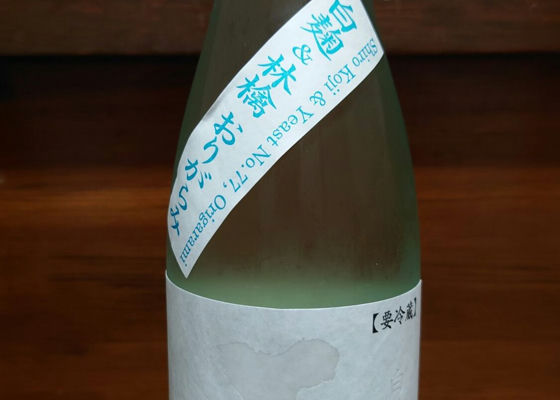 白麹 & 林檎 おりがらみ
Shiro Koji & Yeast No.77, Origarami
【要冷蔵】